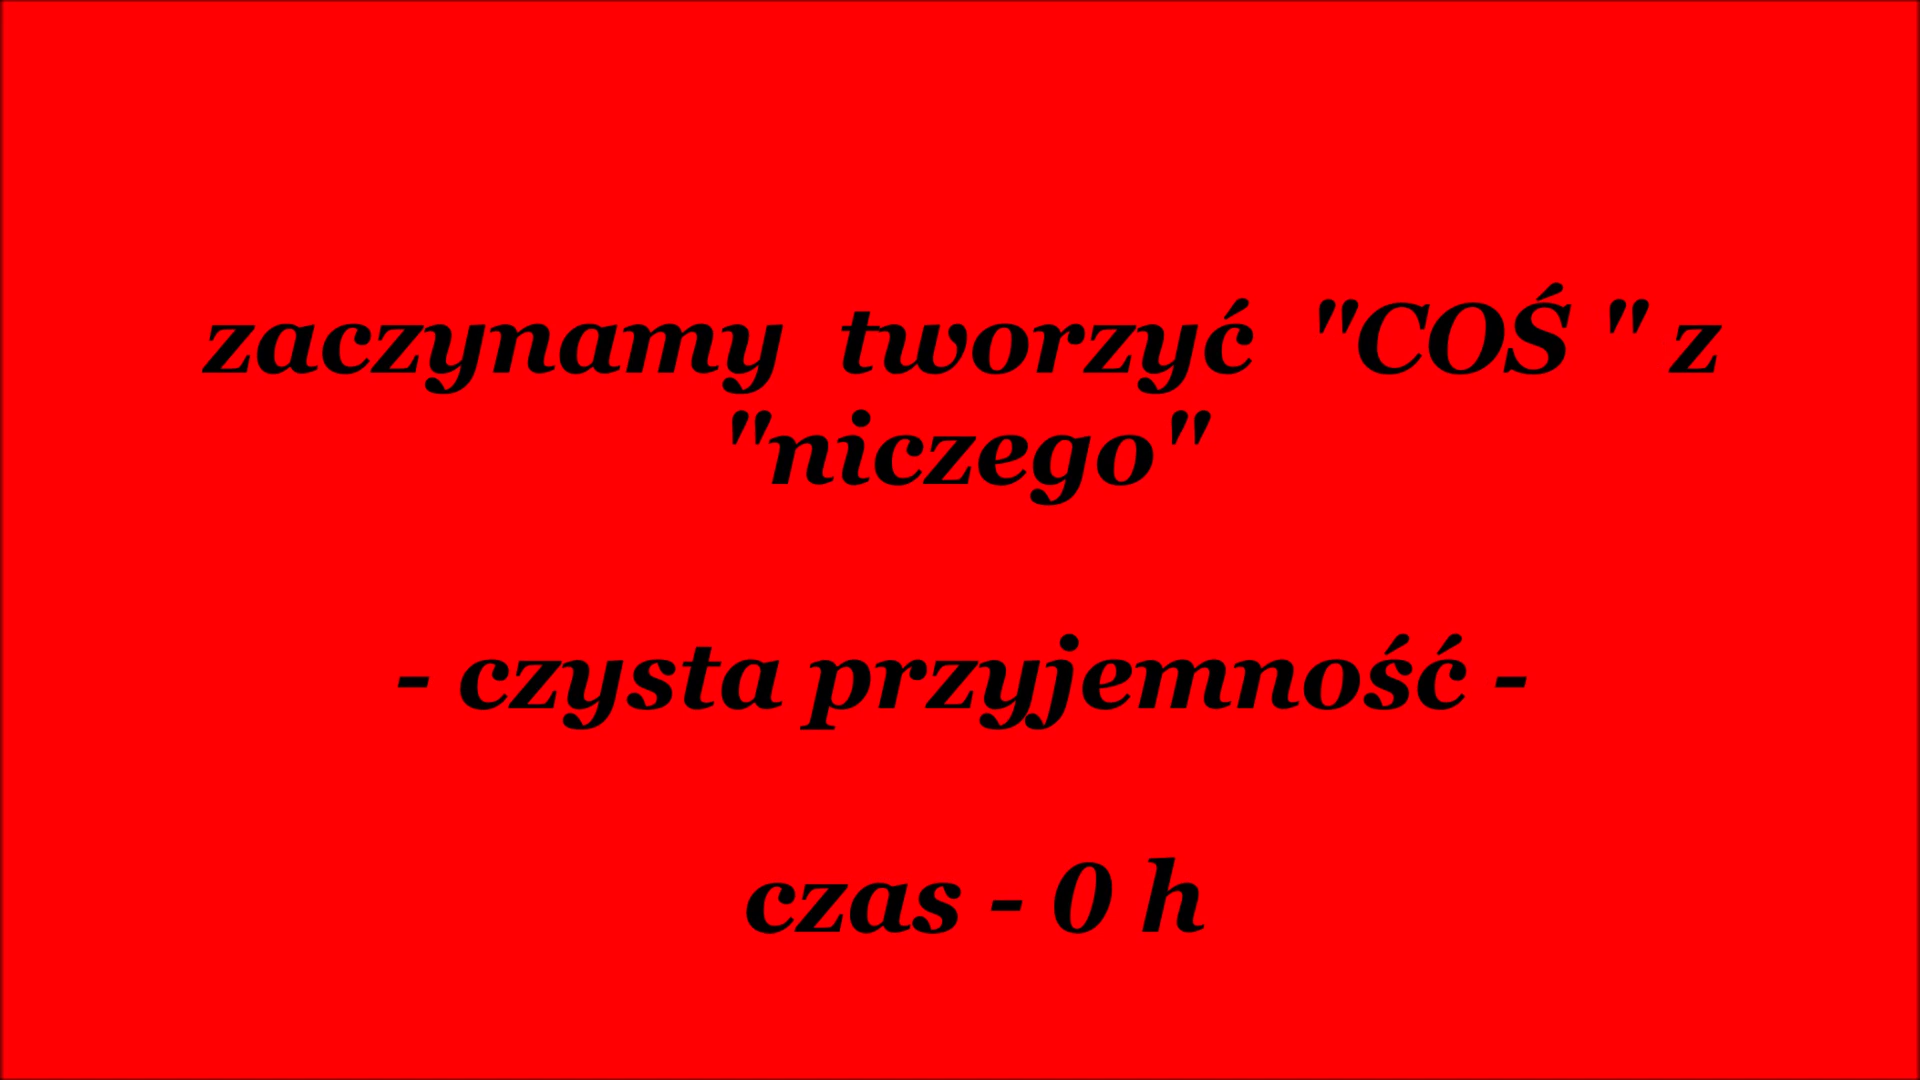 zaczynamy tworzyć "COŚ " z
"niczego"
- czysta przyjemność -
czas - 0 h